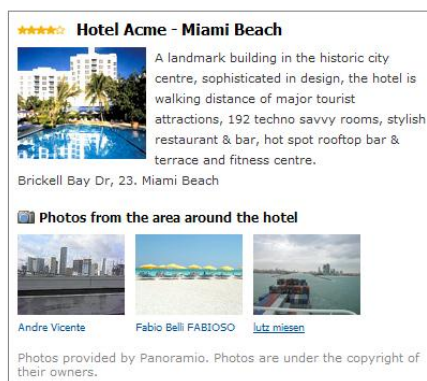 Hotel Acme - Miami Beach
A landmark building in the historic city
centre, sophisticated in design, the hotel is
walking distance of major tourist
attractions, 192 techno savvy rooms, stylish
restaurant & bar, hot spot rooftop bar &
terrace and fitness centre.
Brickell Bay Dr, 23. Miami Beach
Photos from the area around the hotel
Andre Vicente
Fabio Belli FABIOSO
lutz miesen
Photos provided by Panoramio. Photos are under the copyright of
their owners.